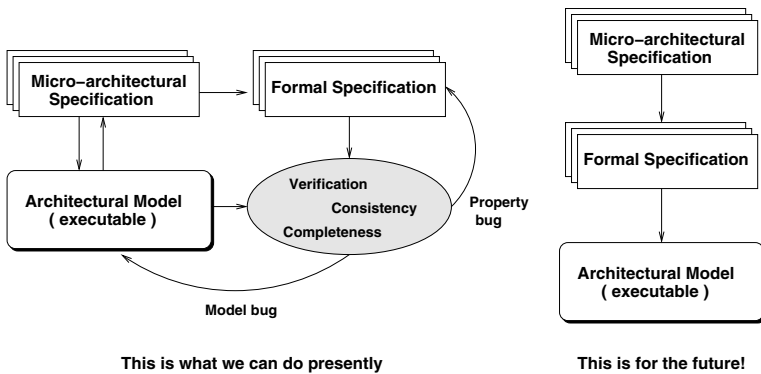 Micro-architectural
Specification
Formal Specification
Architectural Model
( executable )
Verification
Consistency
Completeness
Property
bug
Model bug
This is what we can do presently
Micro-architectural
Specification
Formal Specification
Architectural Model
( executable )
This is for the future!